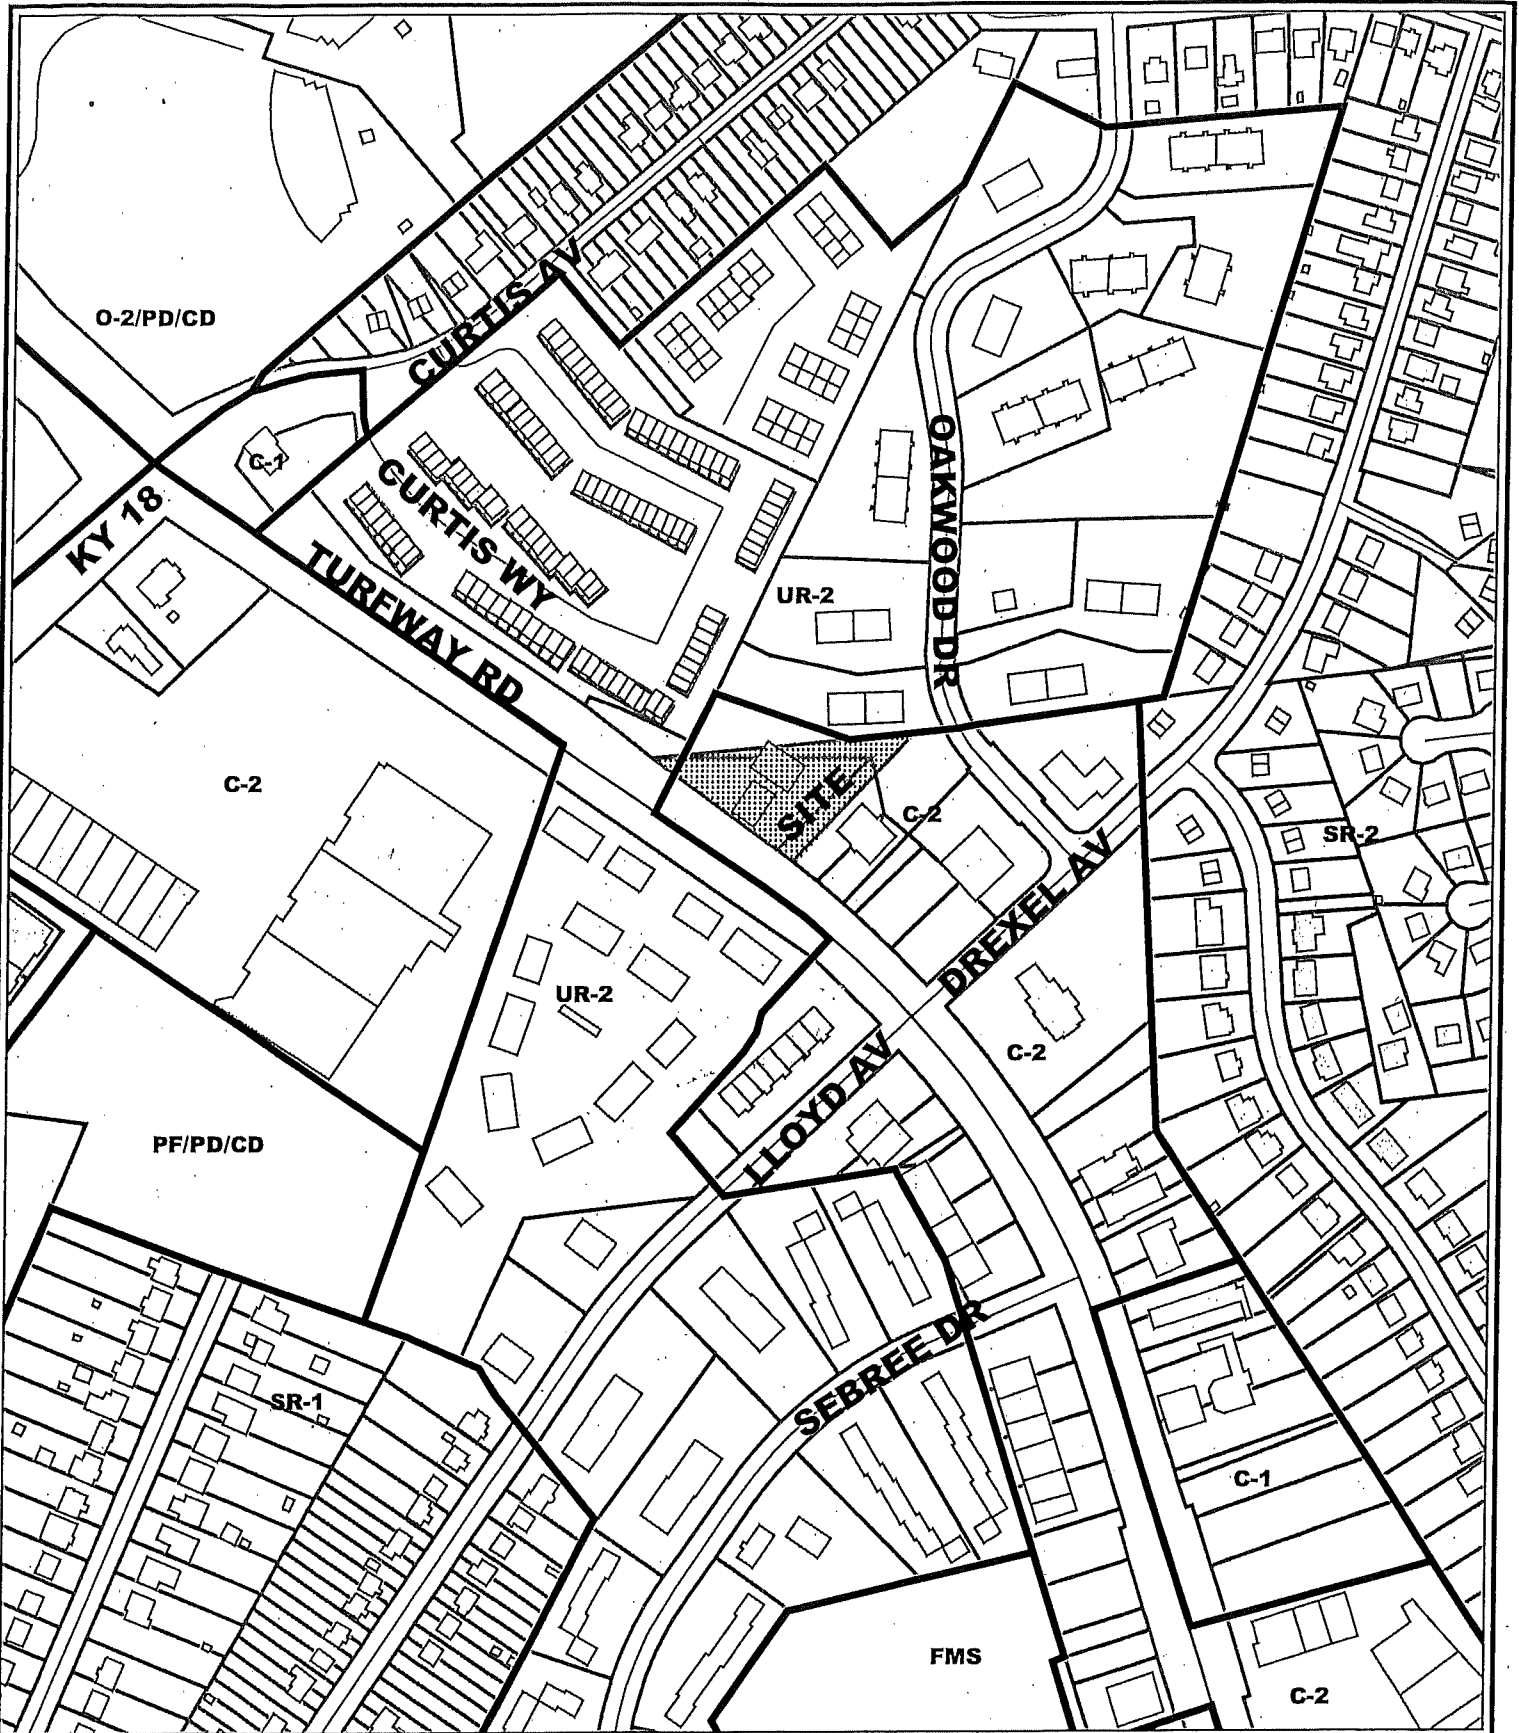 O-2/PD/CD
CURTIS AV
C-1
KY 18
CURTIS WY
TURFWAY RD
OAKWOOD DR
UR-2
C-2
SITE
C-2
SR-2
DREXEL AV
UR-2
C-2
LLOYD AV
PF/PD/CD
SEBREE DR
SR-1
C-1
FMS
C-2